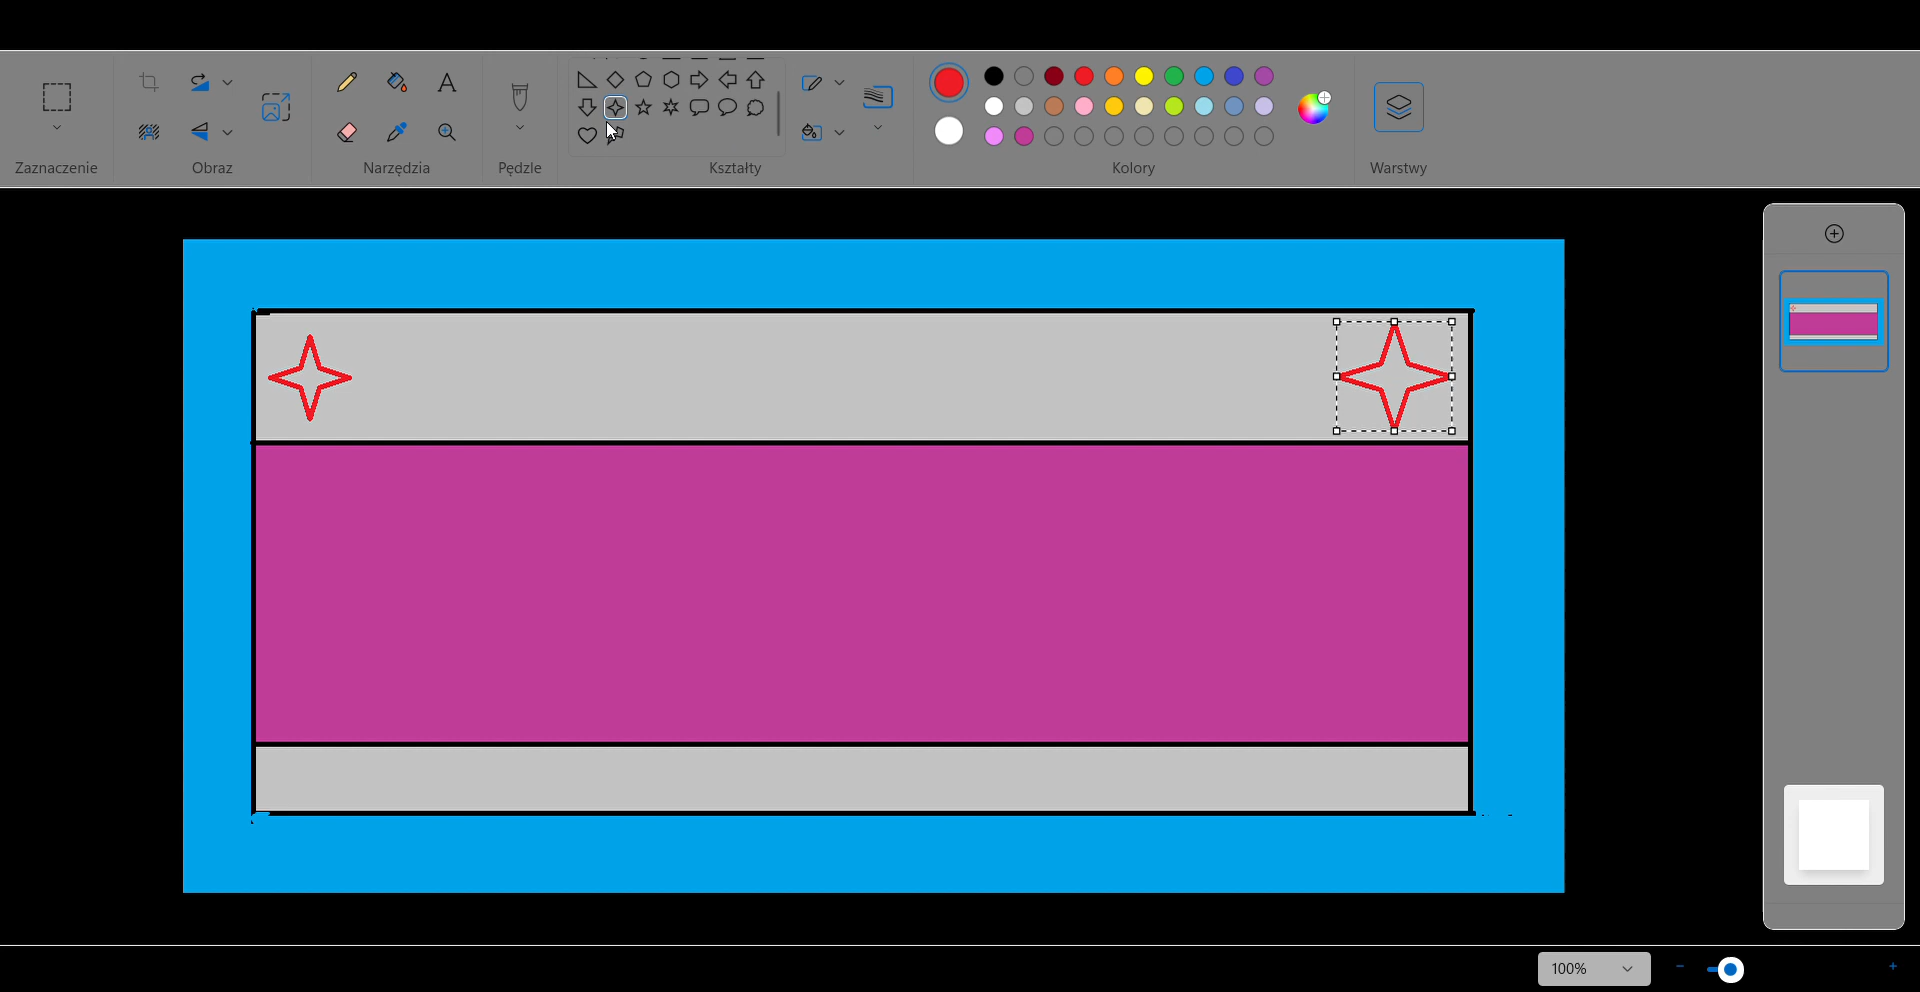 Zaznaczenie
Obraz
Narzędzia
Pędzle
Kształty
Kolory
Warstwy
100%